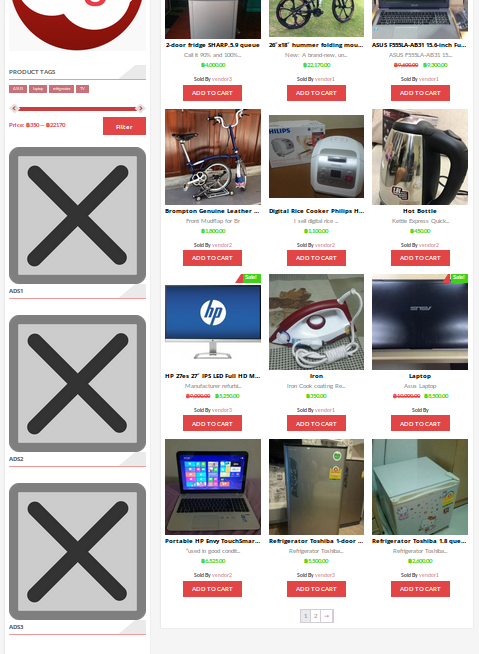 PRODUCT TAGS
ASUS laptop refrigerator TV
Price: ฿350 — ฿22170
Filter
ADS1
ADS2
ADS3
2-door fridge SHARP 5.9 queue
Call it 90% and 100%...
฿4,000.00
Sold By vendor3
ADD TO CART
26"x18" hummer folding mou...
New: A brand-new, un...
฿22,170.00
Sold By vendor1
ADD TO CART
ASUS F555LA-AB31 15.6-inch Fu...
ASUS F555LA-AB31 15...
฿9,600.00 ฿9,300.00
Sold By vendor1
ADD TO CART
Brompton Genuine Leather ...
Front Mudflap for Br
฿1,800.00
Sold By vendor2
ADD TO CART
PHILIPS
Digital Rice Cooker Philips H...
I sell digital rice ...
฿1,100.00
Sold By vendor3
ADD TO CART
Hot Bottle
Kettle Express Quick...
฿450.00
Sold By vendor3
ADD TO CART
Sale!
hp
HP 27es 27" IPS LED Full HD M...
Manufacturer refurbi...
฿5,250.00
Sold By vendor3
ADD TO CART
Iron
Iron Cook coating Re...
฿350.00
Sold By vendor1
ADD TO CART
Sale!
ASUS
Laptop
Asus Laptop
฿10,000.00 ฿8,500.00
Sold By
ADD TO CART
Portable HP Envy TouchSmar...
"used in good condit...
฿6,525.00
Sold By vendor3
ADD TO CART
Refrigerator Toshiba 1-door ...
Refrigerator Toshiba...
฿3,500.00
Sold By vendor3
ADD TO CART
Refrigerator Toshiba 1.8 que...
Refrigerator Toshiba...
฿2,600.00
Sold By vendor1
ADD TO CART
1 2 →